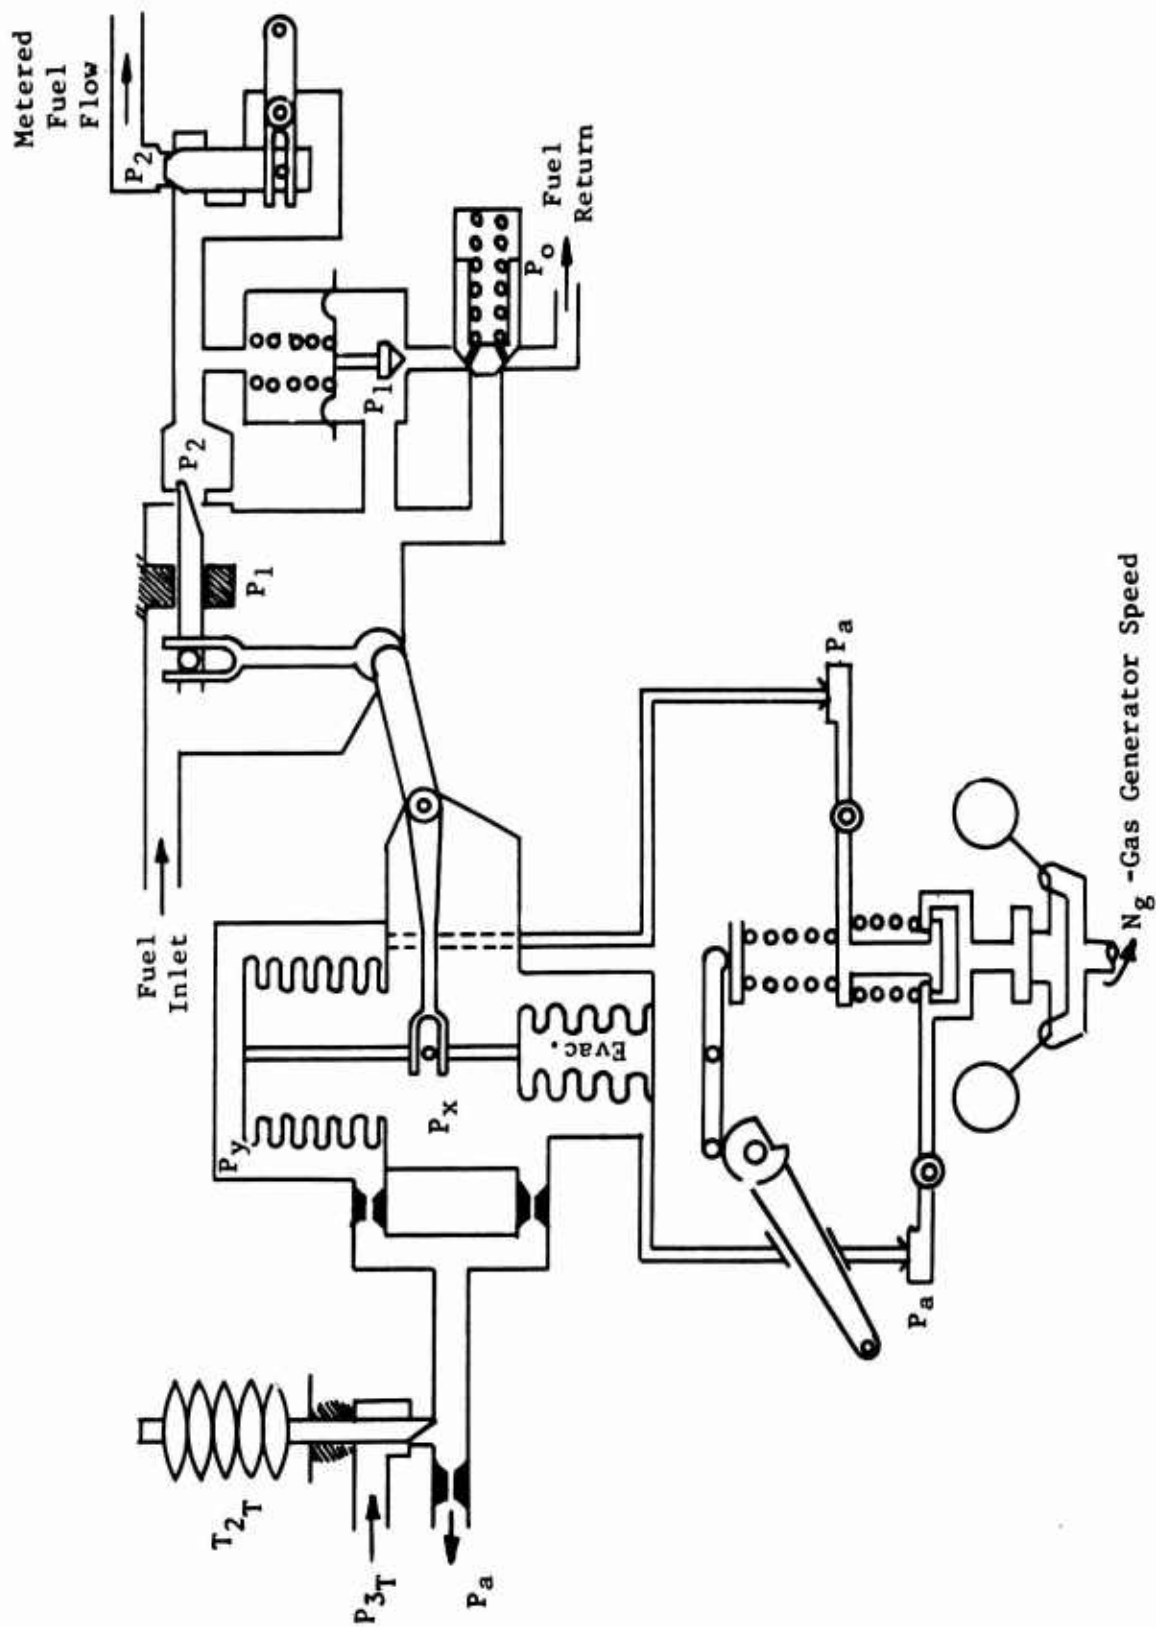 Metered
Fuel
Flow
P2
Fuel
Return
Po
P1
P2
P1
Fuel
Inlet
Evac.
Px
Py
Pa
Pa
Ng -Gas Generator Speed
T2T
P3T
Pa